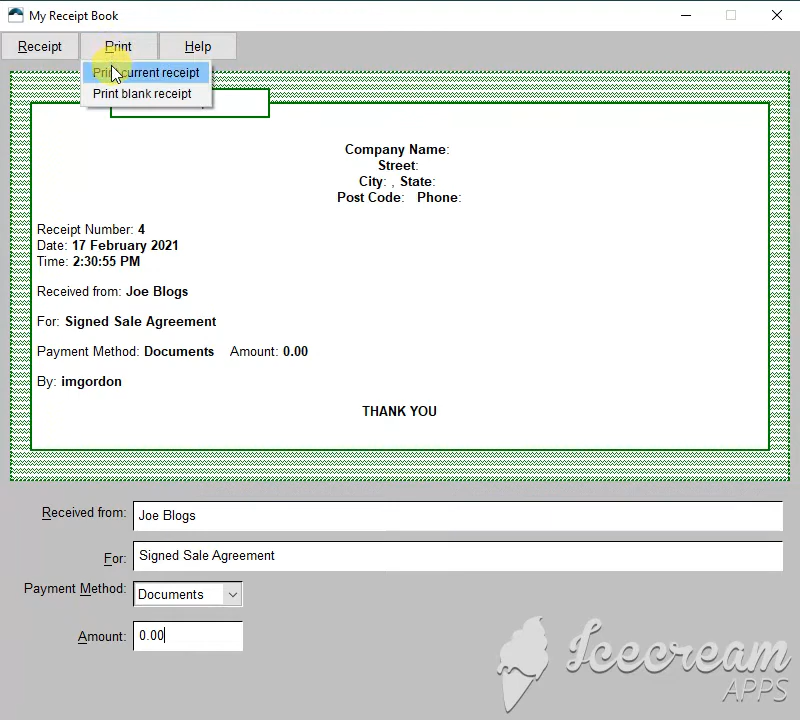 My Receipt Book
Receipt Print Help
Print current receipt
Print blank receipt
Company Name:
Street:
City: , State:
Post Code: Phone:
Receipt Number: 4
Date: 17 February 2021
Time: 2:30:55 PM
Received from: Joe Blogs
For: Signed Sale Agreement
Payment Method: Documents Amount: 0.00
By: imgordon
THANK YOU
Received from: Joe Blogs
For: Signed Sale Agreement
Payment Method: Documents
Amount: 0.00
Icecream
APPS